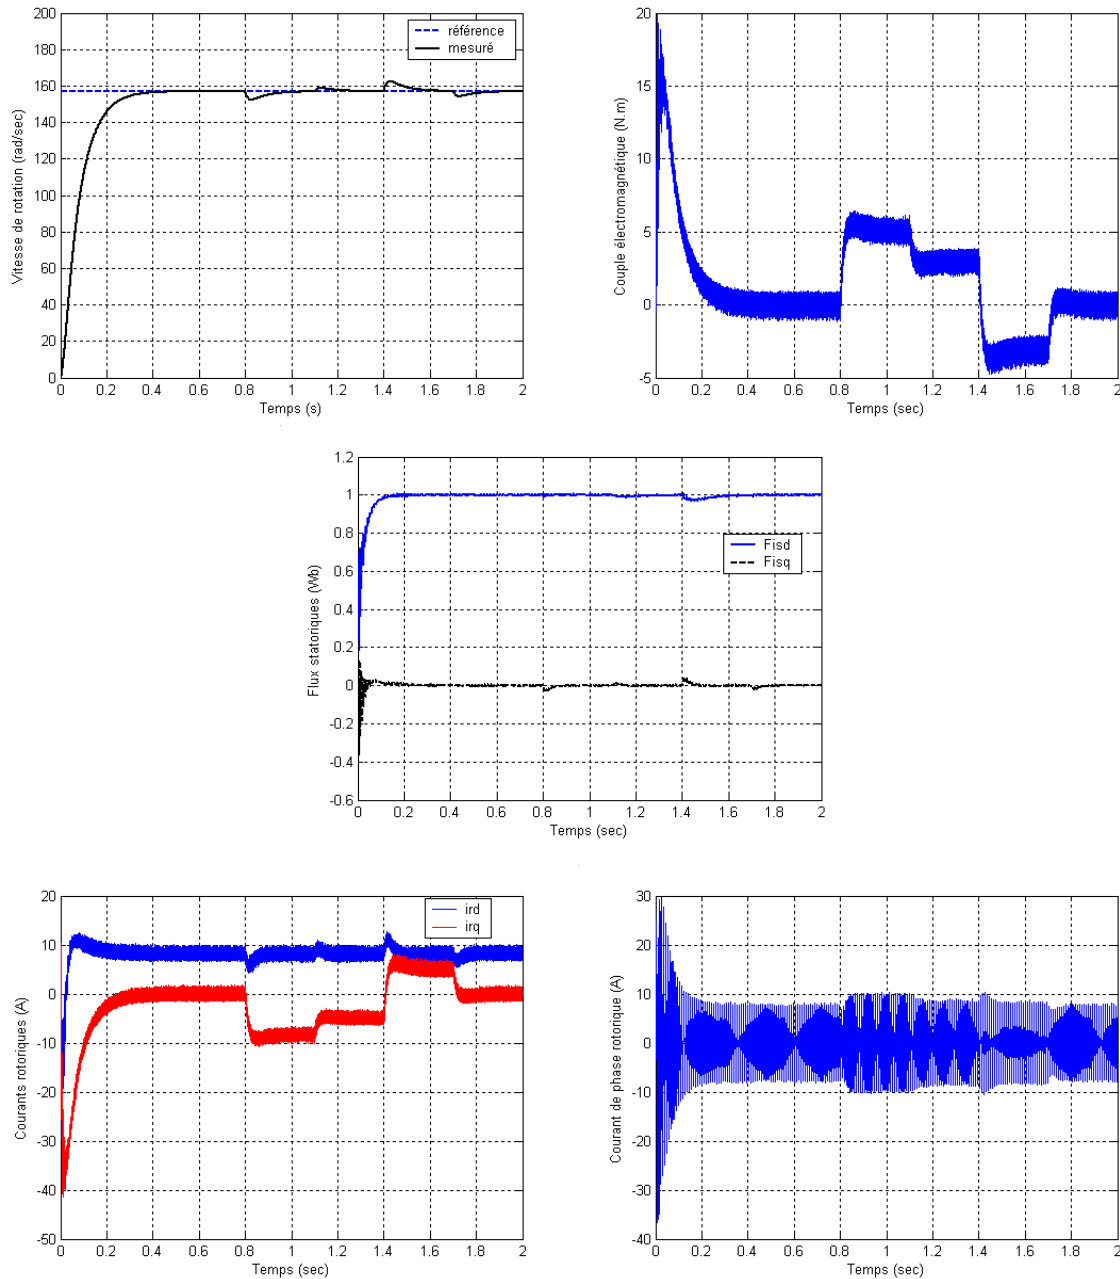 200
180
160
140
120
100
80
60
40
20
0
Vitesse de rotation (rad/sec)
référence
mesuré
0 0.2 0.4 0.6 0.8 1 1.2 1.4 1.6 1.8 2
Temps (s)
20
15
10
5
0
-5
Couple électromagnétique (N.m)
0 0.2 0.4 0.6 0.8 1 1.2 1.4 1.6 1.8 2
Temps (sec)
1.2
1
0.8
0.6
0.4
0.2
0
-0.2
-0.4
-0.6
Flux statoriques (Wb)
Fisd
Fisq
0 0.2 0.4 0.6 0.8 1 1.2 1.4 1.6 1.8 2
Temps (sec)
20
10
0
-10
-20
-30
-40
-50
Courants rotoriques (A)
ird
irq
0 0.2 0.4 0.6 0.8 1 1.2 1.4 1.6 1.8 2
Temps (sec)
30
20
10
0
-10
-20
-30
-40
Courant de phase rotorique (A)
0 0.2 0.4 0.6 0.8 1 1.2 1.4 1.6 1.8 2
Temps (sec)